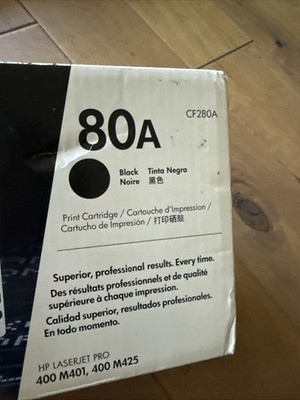 80A
CF280A
Black Tinta Negra
Noire 黑色
Print Cartridge / Cartouche d'Impression /
Cartucho de Impresión / 打印硒鼓
Superior, professional results. Every time.
Des résultats professionnels et de qualité
supérieure à chaque impression.
Calidad superior, resultados profesionales.
En todo momento.
HP LASERJET PRO
400 M401, 400 M425